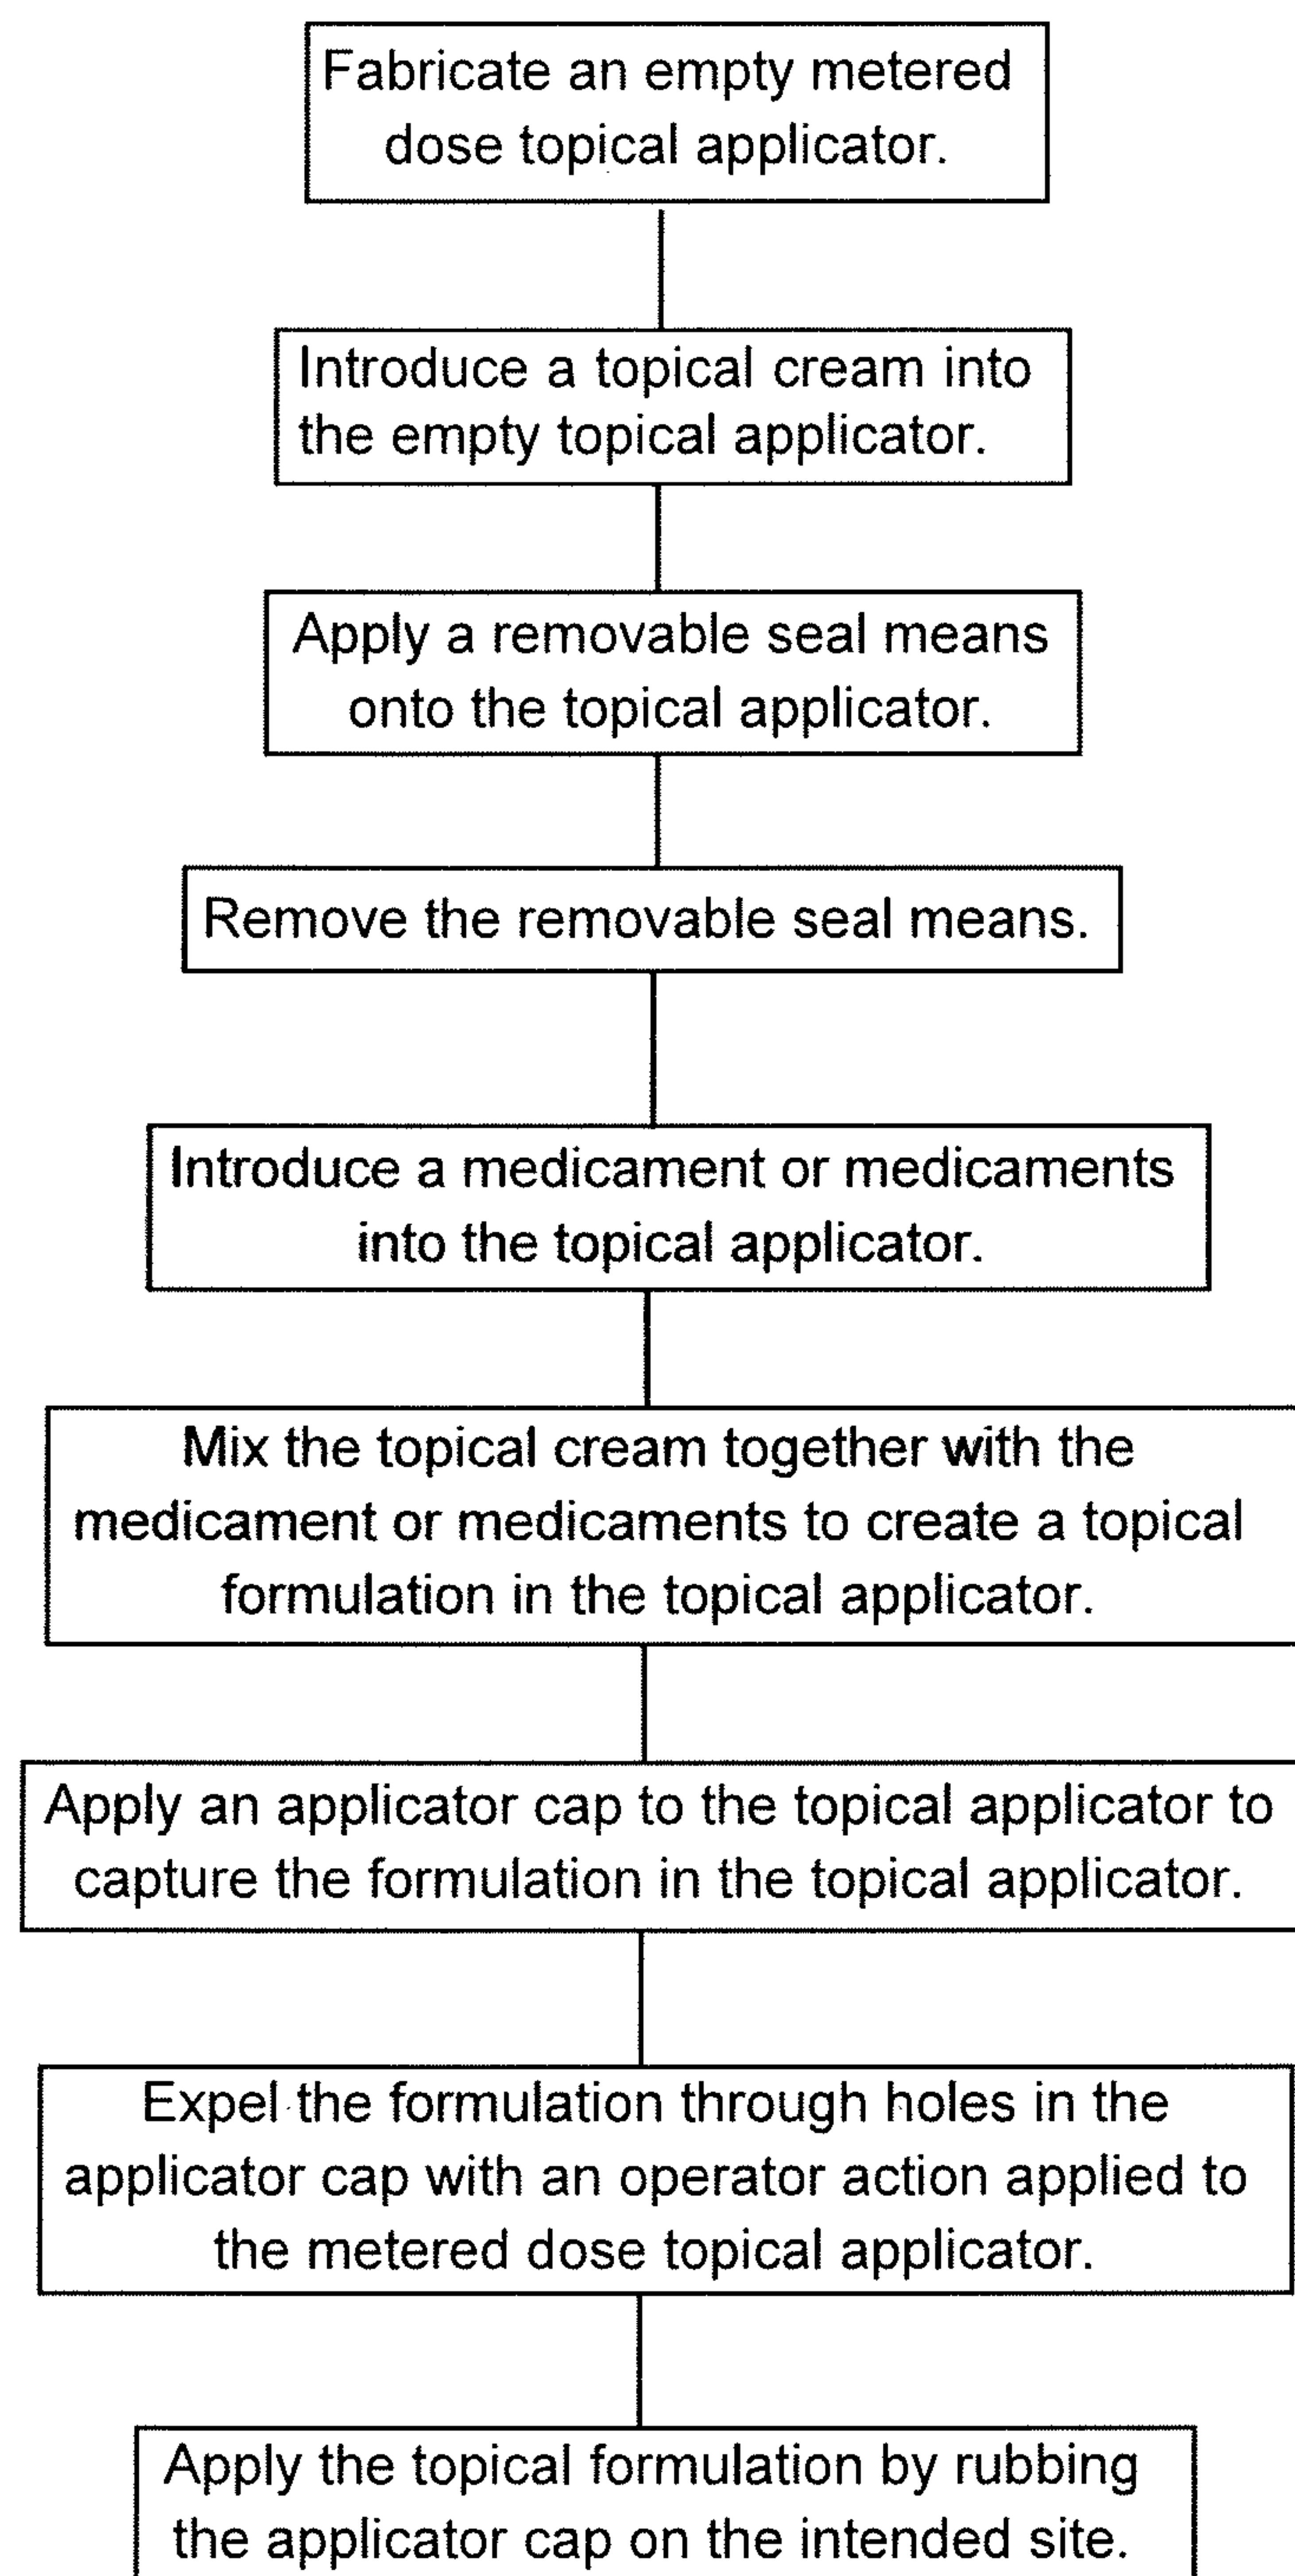 Fabricate an empty metered
dose topical applicator.
Introduce a topical cream into
the empty topical applicator.
Apply a removable seal means
onto the topical applicator.
Remove the removable seal means.
Introduce a medicament or medicaments
into the topical applicator.
Mix the topical cream together with the
medicament or medicaments to create a topical
formulation in the topical applicator.
Apply an applicator cap to the topical applicator to
capture the formulation in the topical applicator.
Expel the formulation through holes in the
applicator cap with an operator action applied to
the metered dose topical applicator.
Apply the topical formulation by rubbing
the applicator cap on the intended site.